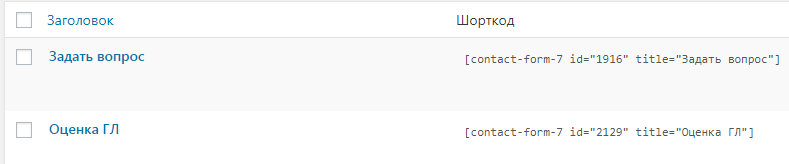 Заголовок Шорткод
Задать вопрос [contact-form-7 id="1916" title="Задать вопрос"]
Оценка ГЛ [contact-form-7 id="2129" title="Оценка ГЛ"]